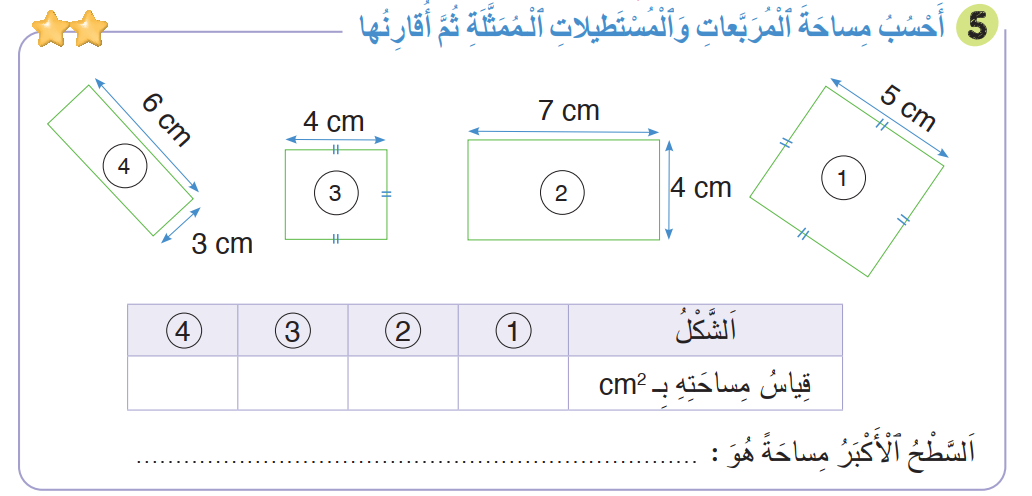 5 أَحْسُبُ مِساحَةَ ٱلْمُرَبَّعاتِ وَٱلْمُسْتَطيلاتِ ٱلْمُمَثَّلَةِ ثُمَّ أُقارِنُها
5 cm
1
7 cm
4 cm
2
4 cm
3
6 cm
3 cm
4
اَلشَّكْلُ 1 2 3 4
قِياسُ مِساحَتِهِ بِـ cm²
اَلسَّطْحُ ٱلْأَكْبَرُ مِساحَةً هُوَ : ......................................................................